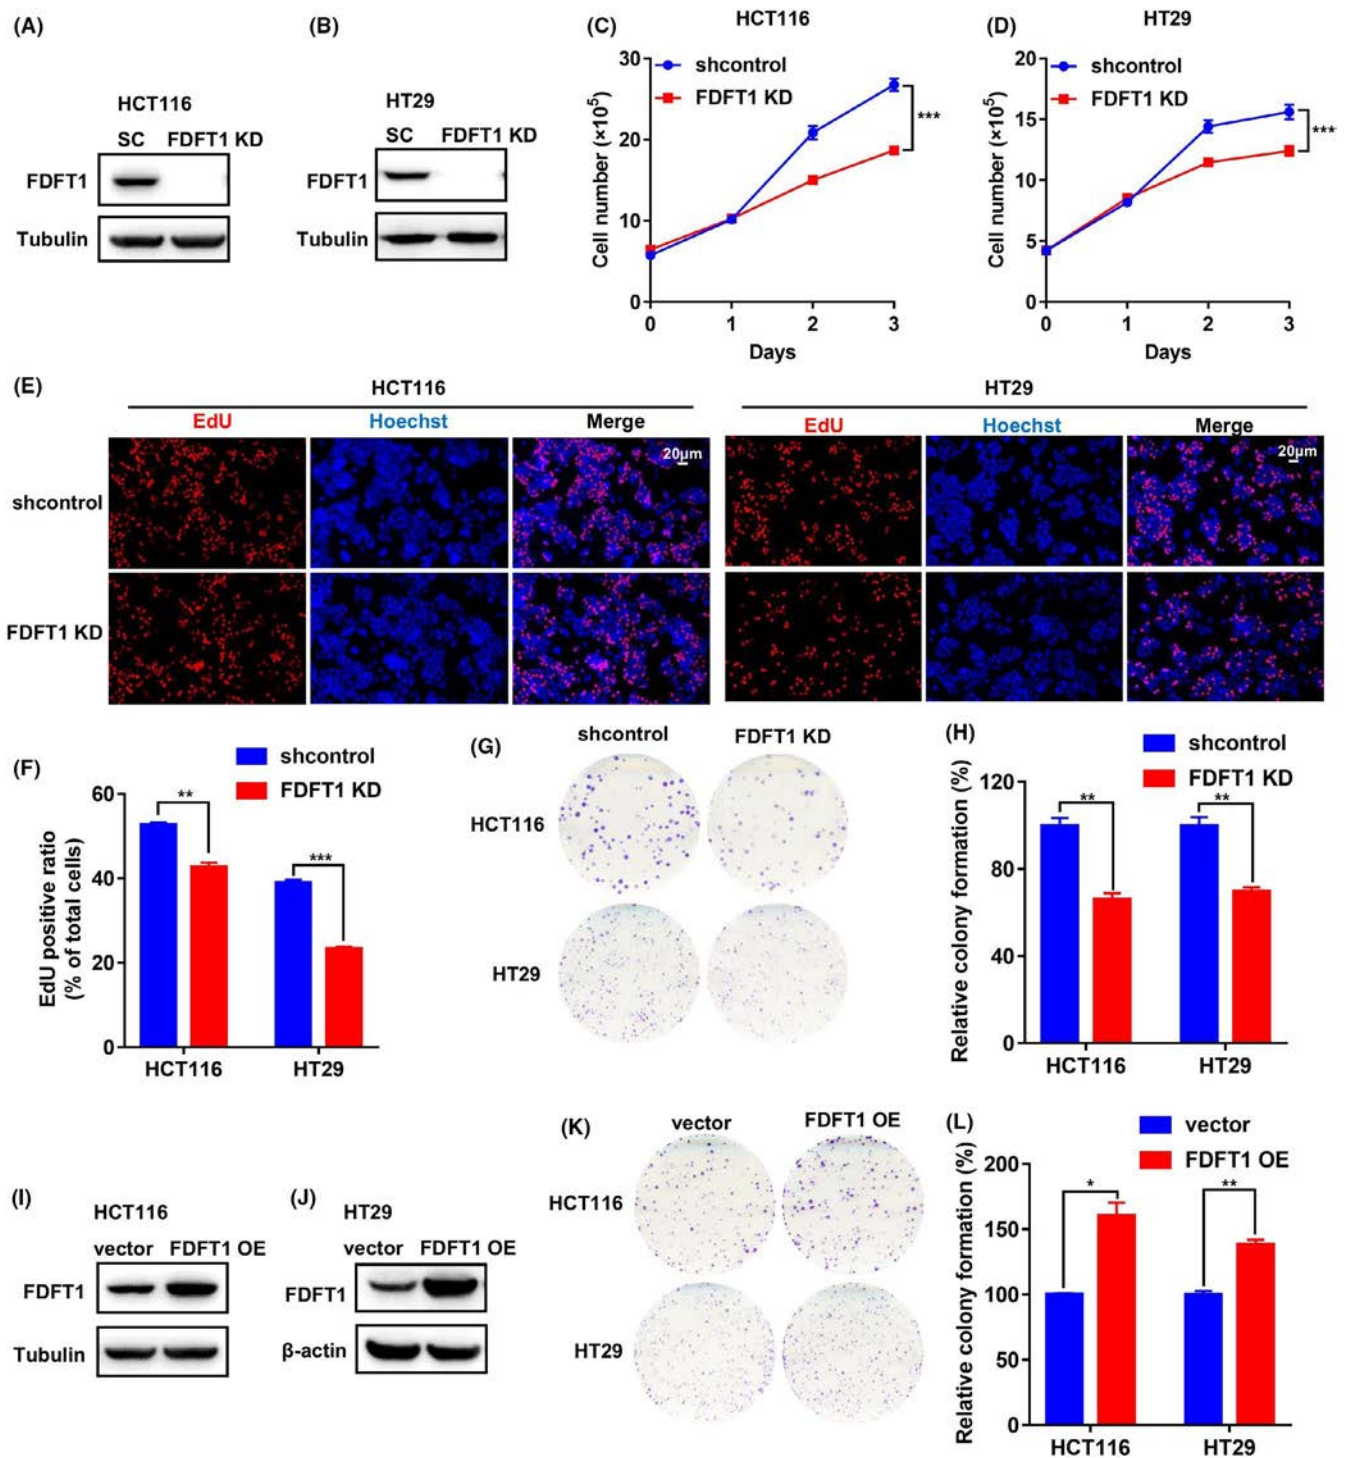 (A)
HCT116
SC FDFT1 KD
FDFT1
Tubulin
(B)
HT29
SC FDFT1 KD
FDFT1
Tubulin
(C)
HCT116
shcontrol
FDFT1 KD
Cell number (×10⁵)
30
20
10
0
0 1 2 3
Days
***
(D)
HT29
shcontrol
FDFT1 KD
Cell number (×10⁵)
20
15
10
5
0
0 1 2 3
Days
***
(E)
HCT116
EdU Hoechst Merge
20μm
HT29
EdU Hoechst Merge
20μm
shcontrol
FDFT1 KD
(F)
shcontrol
FDFT1 KD
EdU positive ratio
(% of total cells)
60
40
20
0
**
***
HCT116 HT29
(G)
shcontrol FDFT1 KD
HCT116
HT29
(H)
shcontrol
FDFT1 KD
Relative colony formation (%)
120
80
40
0
**
**
HCT116 HT29
(I)
HCT116
vector FDFT1 OE
FDFT1
Tubulin
(J)
HT29
vector FDFT1 OE
FDFT1
β-actin
(K)
vector FDFT1 OE
HCT116
HT29
(L)
vector
FDFT1 OE
Relative colony formation (%)
200
150
100
50
0
*
**
HCT116 HT29